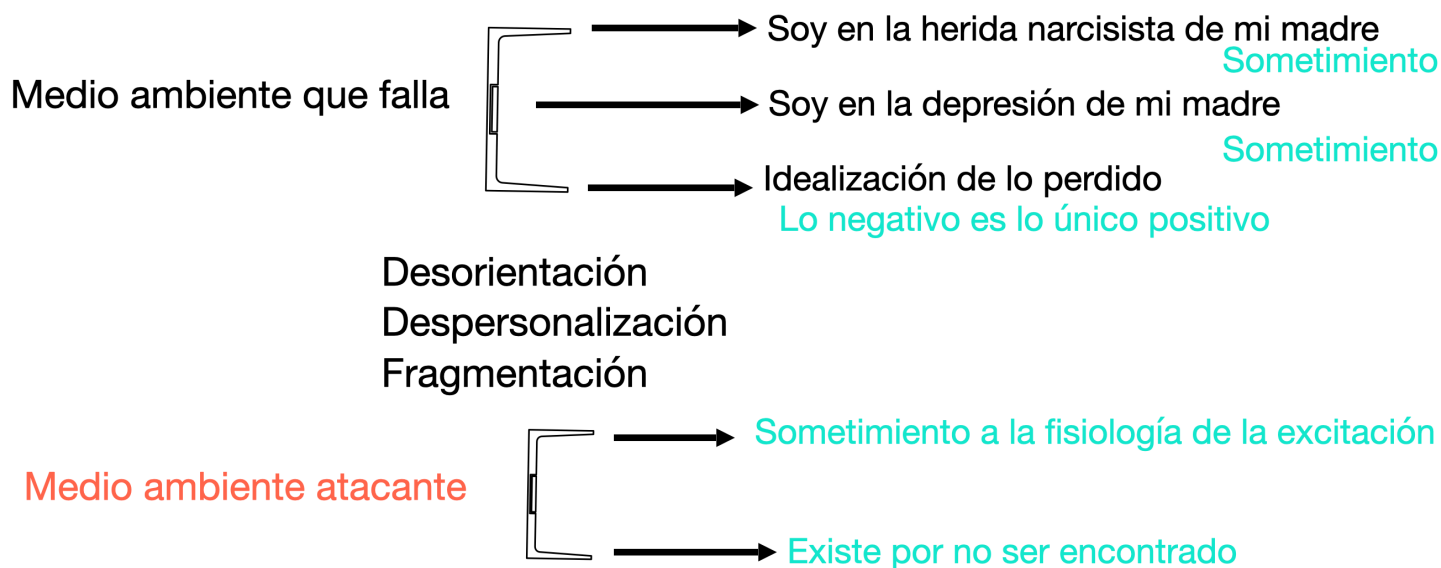 Soy en la herida narcisista de mi madre
Sometimiento
Medio ambiente que falla
Soy en la depresión de mi madre
Sometimiento
Idealización de lo perdido
Lo negativo es lo único positivo
Desorientación
Despersonalización
Fragmentación
Sometimiento a la fisiología de la excitación
Medio ambiente atacante
Existe por no ser encontrado